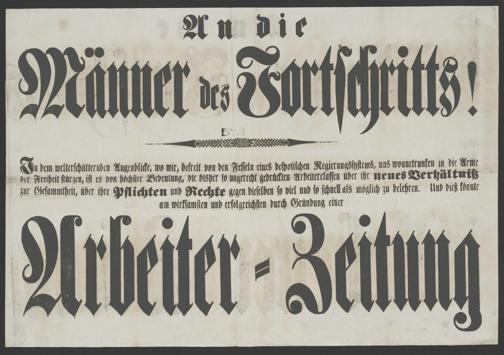 An die
Männer des Fortschritts!
In dem welterschütternden Augenblicke, wo wir, befreit von den Fesseln eines despotischen Regierungssystems, uns wonnetrunken in die Arme
der Freiheit stürzen, ist es von höchster Bedeutung, die bisher so ungerecht gedrückten Arbeiterclassen über ihr neues Verhältniß
zur Gesammtheit, über ihre Pflichten und Rechte gegen dieselben so viel und so schnell als möglich zu belehren. Und dieß könnte
am wirksamsten und erfolgreichsten durch Gründung einer
Arbeiter-Zeitung